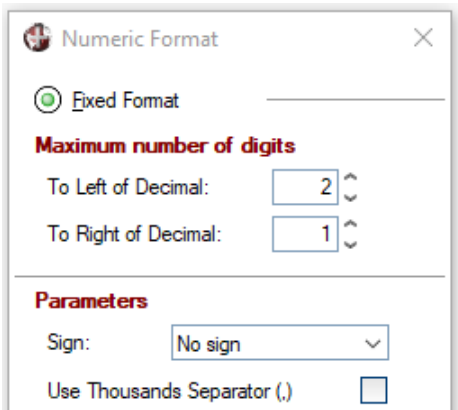 Numeric Format
Fixed Format
Maximum number of digits
To Left of Decimal: 2
To Right of Decimal: 1
Parameters
Sign: No sign
Use Thousands Separator (,)